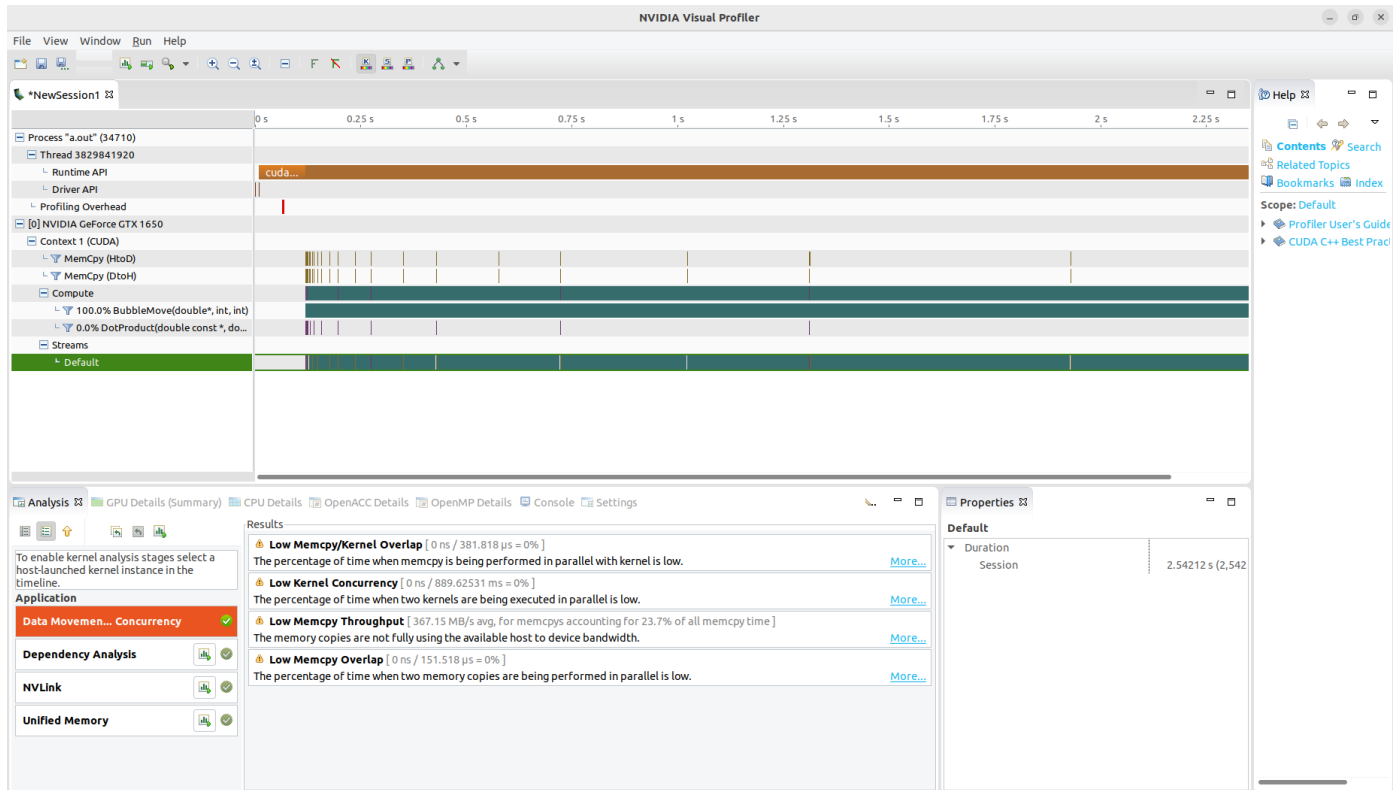 NVIDIA Visual Profiler
File View Window Run Help
*NewSession1
0 s 0.25 s 0.5 s 0.75 s 1 s 1.25 s 1.5 s 1.75 s 2 s 2.25 s
Process "a.out" (34710)
Thread 3829841920
Runtime API
cuda...
Driver API
Profiling Overhead
[0] NVIDIA GeForce GTX 1650
Context 1 (CUDA)
MemCpy (HtoD)
MemCpy (DtoH)
Compute
100.0% BubbleMove(double*, int, int)
0.0% DotProduct(double const *, do...
Streams
Default
Help
Contents Search
Related Topics
Bookmarks Index
Scope: Default
Profiler User's Guide
CUDA C++ Best Prac
Analysis GPU Details (Summary) CPU Details OpenACC Details OpenMP Details Console Settings
To enable kernel analysis stages select a
host-launched kernel instance in the
timeline.
Application
Data Movemen... Concurrency
Dependency Analysis
NVLink
Unified Memory
Results
Low Memcpy/Kernel Overlap [ 0 ns / 381.818 µs = 0% ]
The percentage of time when memcpy is being performed in parallel with kernel is low. More...
Low Kernel Concurrency [ 0 ns / 889.62531 ms = 0% ]
The percentage of time when two kernels are being executed in parallel is low. More...
Low Memcpy Throughput [ 367.15 MB/s avg, for memcpys accounting for 23.7% of all memcpy time ]
The memory copies are not fully using the available host to device bandwidth. More...
Low Memcpy Overlap [ 0 ns / 151.518 µs = 0% ]
The percentage of time when two memory copies are being performed in parallel is low. More...
Properties
Default
Duration
Session 2.54212 s (2,542